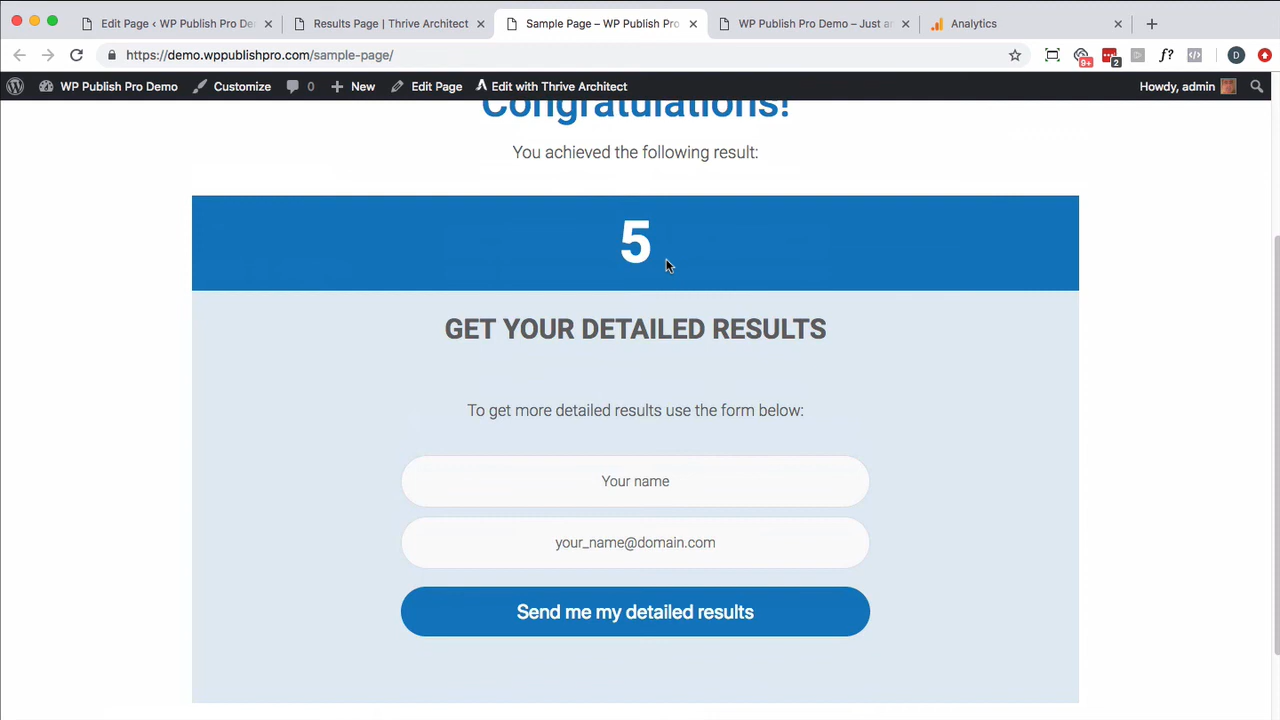 Edit Page ‹ WP Publish Pro De
Results Page | Thrive Architect
Sample Page – WP Publish Pro
WP Publish Pro Demo – Just an
Analytics
https://demo.wppublishpro.com/sample-page/
9+
2
f?
D
WP Publish Pro Demo
Customize
0
New
Edit Page
Edit with Thrive Architect
Howdy, admin
Congratulations!
You achieved the following result:
5
GET YOUR DETAILED RESULTS
To get more detailed results use the form below:
Your name
your_name@domain.com
Send me my detailed results